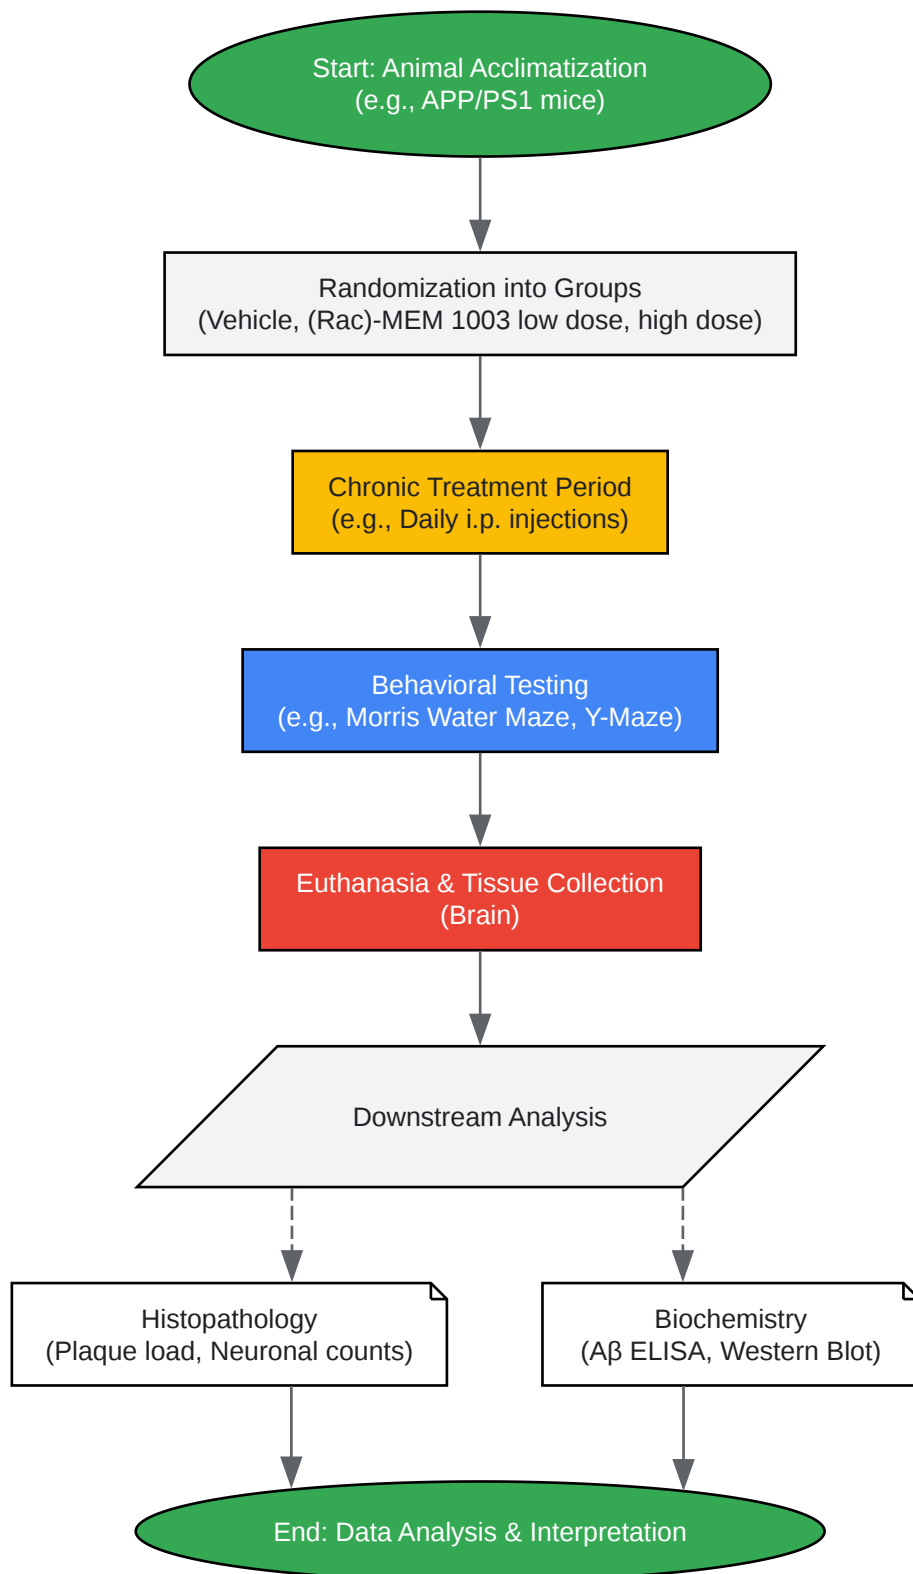 Start: Animal Acclimatization
(e.g., APP/PS1 mice)
Randomization into Groups
(Vehicle, (Rac)-MEM 1003 low dose, high dose)
Chronic Treatment Period
(e.g., Daily i.p. injections)
Behavioral Testing
(e.g., Morris Water Maze, Y-Maze)
Euthanasia & Tissue Collection
(Brain)
Downstream Analysis
Histopathology
(Plaque load, Neuronal counts)
Biochemistry
(Aβ ELISA, Western Blot)
End: Data Analysis & Interpretation